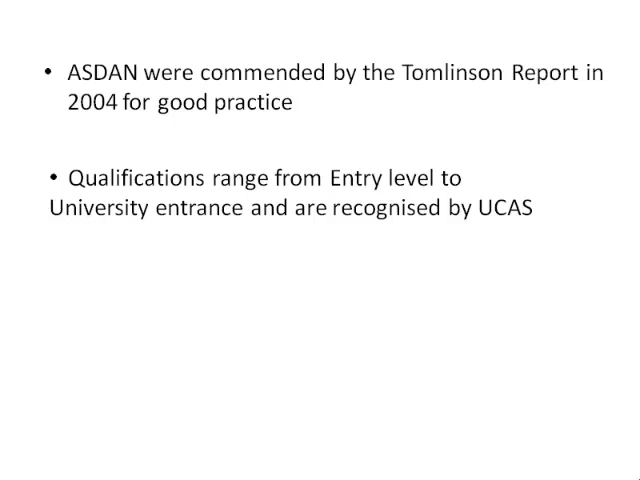 • ASDAN were commended by the Tomlinson Report in
2004 for good practice
• Qualifications range from Entry level to
University entrance and are recognised by UCAS